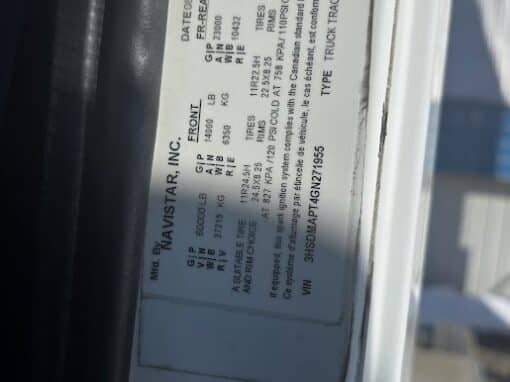 Mfd. By
NAVISTAR, INC.
DATE
FRONT
FR-REA
G|P
V|N
W|B
R|V
60000 LB
27215 KG
G|P
A|N
W|B
R|E
14000 LB
6350 KG
G|P
A|N
W|B
R|E
23000
10432
A SUITABLE TIRE
AND RIM CHOICE
11R24.5H TIRES
24.5X8.25 RIMS
AT 827 KPA /120 PSI COLD
11R22.5H TIRES
22.5X8.25 RIMS
AT 758 KPA/ 110PSI C
If equipped, this spark ignition system complies with the Canadian standard
Ce système d'allumage par étincelle de véhicule, le cas échéant, est conform
VIN 3HSDMAPT4GN271955 TYPE TRUCK TRAC